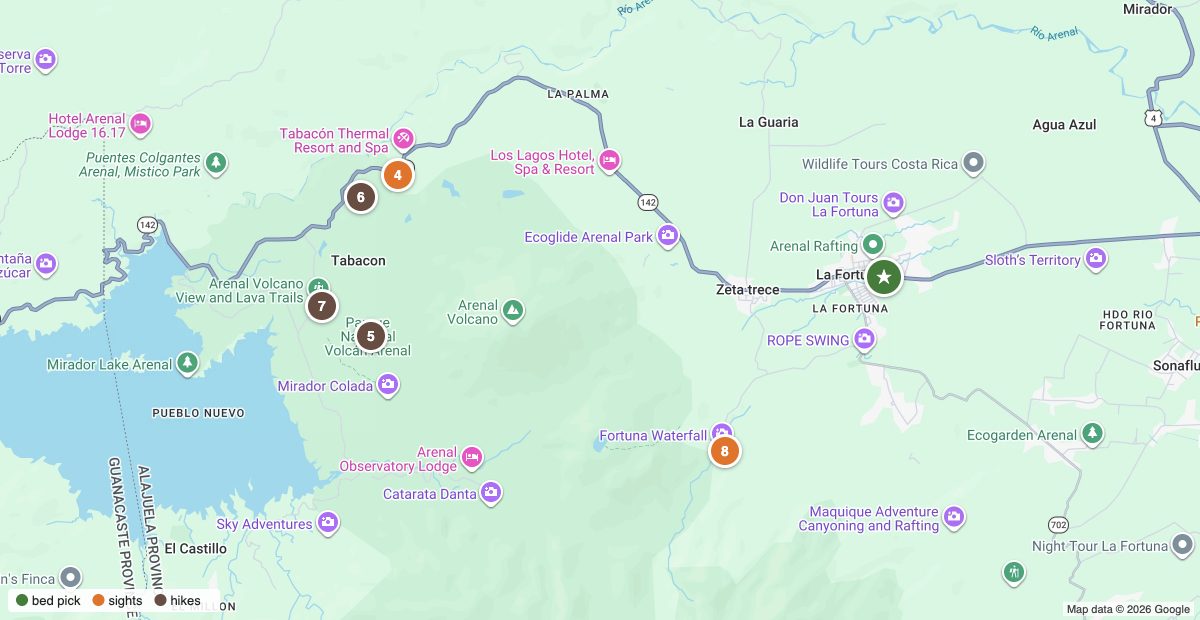 Mirador
Río Arenal
Río Arenal
serva
Torre
LA PALMA
Hotel Arenal
Lodge 16.17
Tabacón Thermal
Resort and Spa
La Guaria
4
Agua Azul
Puentes Colgantes
Arenal, Mistico Park
Los Lagos Hotel,
Spa & Resort
Wildlife Tours Costa Rica
4
6
142
Don Juan Tours
La Fortuna
142
Ecoglide Arenal Park
Arenal Rafting
ntaña
zúcar
Tabacon
Sloth's Territory
La Fortu
Arenal Volcano
View and Lava Trails
Zeta trece
7
Arenal
Volcano
LA FORTUNA
HDO RIO
FORTUNA
5
Volcán Arenal
ROPE SWING
Mirador Lake Arenal
Sonaflu
Mirador Colada
PUEBLO NUEVO
Fortuna Waterfall
Ecogarden Arenal
8
Arenal
Observatory Lodge
Catarata Danta
GUANACASTE PROVI
ALAJUELA PROVINC
Maquique Adventure
Canyoning and Rafting
Sky Adventures
702
El Castillo
Night Tour La Fortuna
n's Finca
bed pick
sights
hikes
Map data © 2026 Google